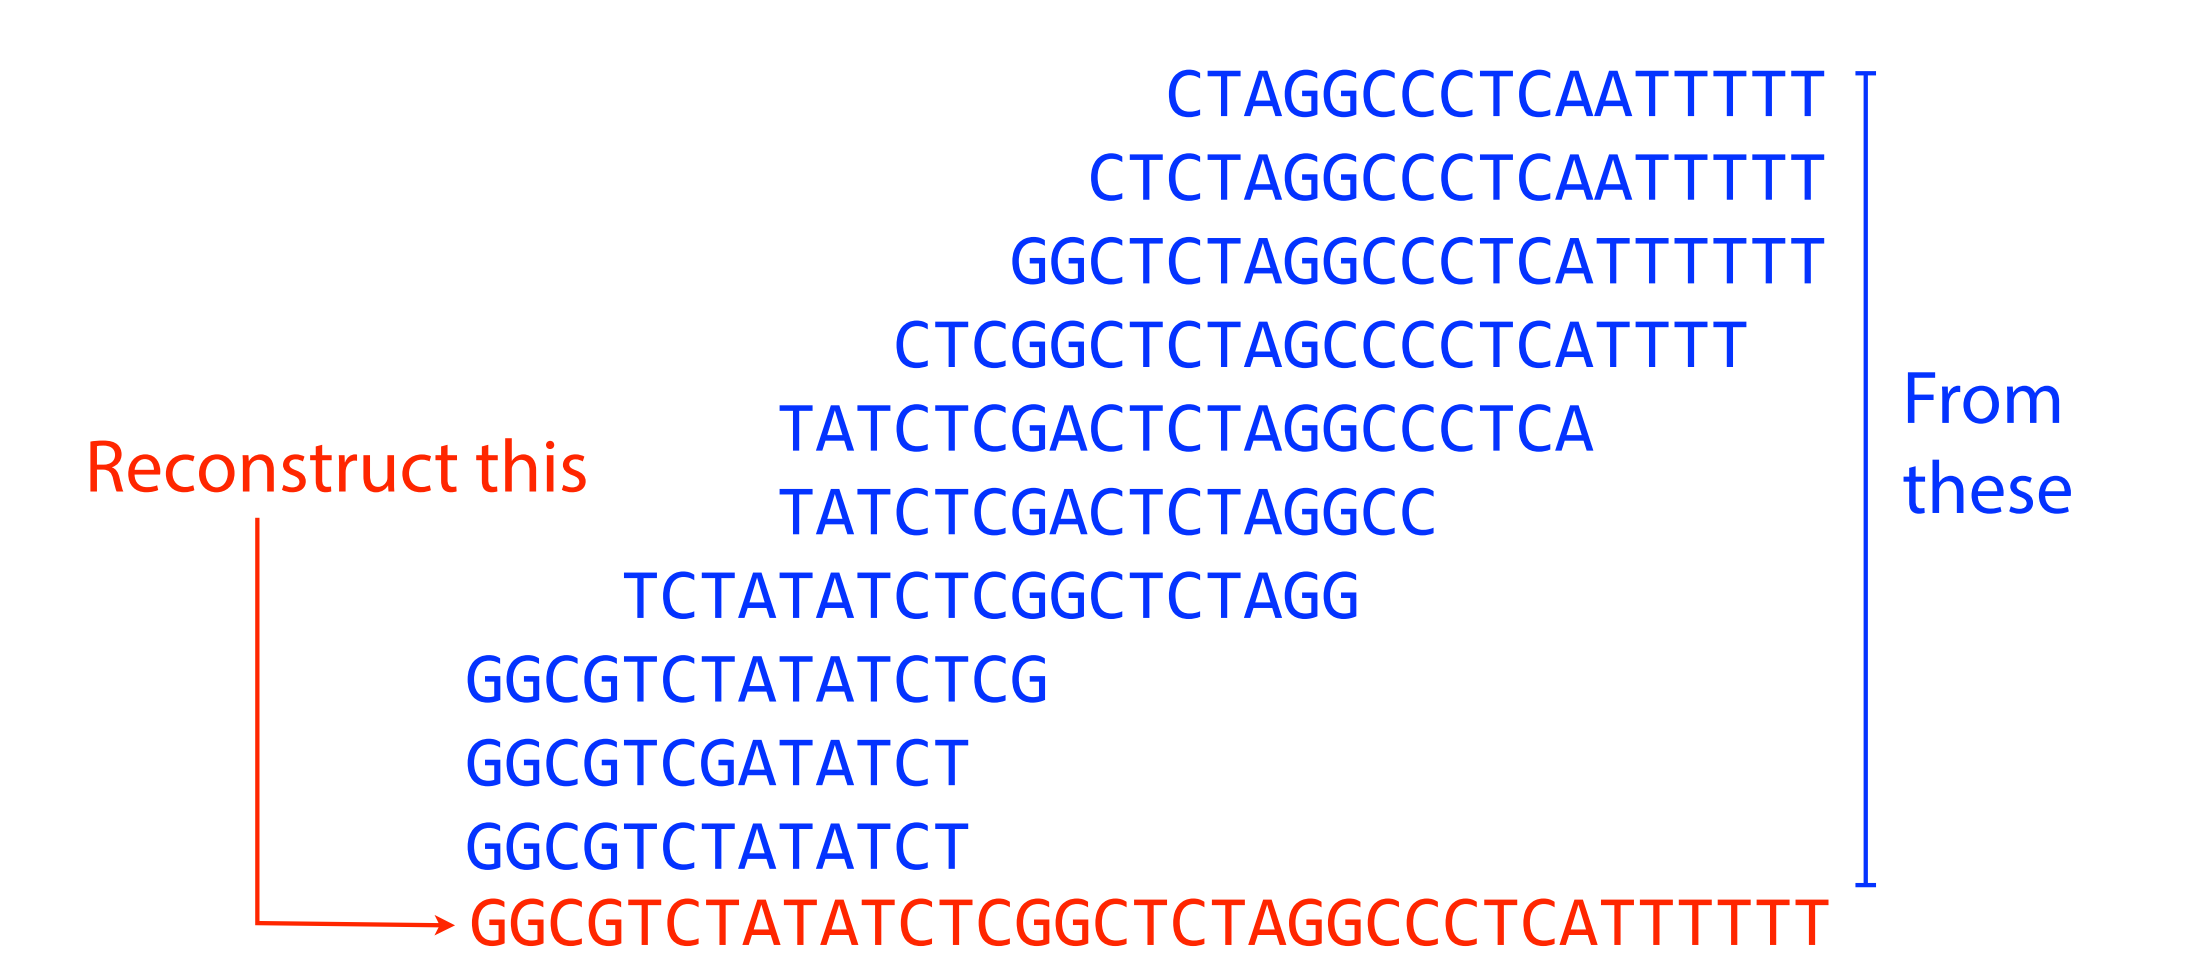 CTAGGCCCTCAATTTTT
CTCTAGGCCCTCAATTTTT
GGCTCTAGGCCCTCATTTTTT
CTCGGCTCTAGCCCCTCATTTT
TATCTCGACTCTAGGCCCTCA
TATCTCGACTCTAGGCC
TCTATATCTCGGCTCTAGG
GGCGTCTATATCTCG
GGCGTCGATATCT
GGCGTCTATATCT
GGCGTCTATATCTCGGCTCTAGGCCCTCATTTTTT
Reconstruct this
From
these